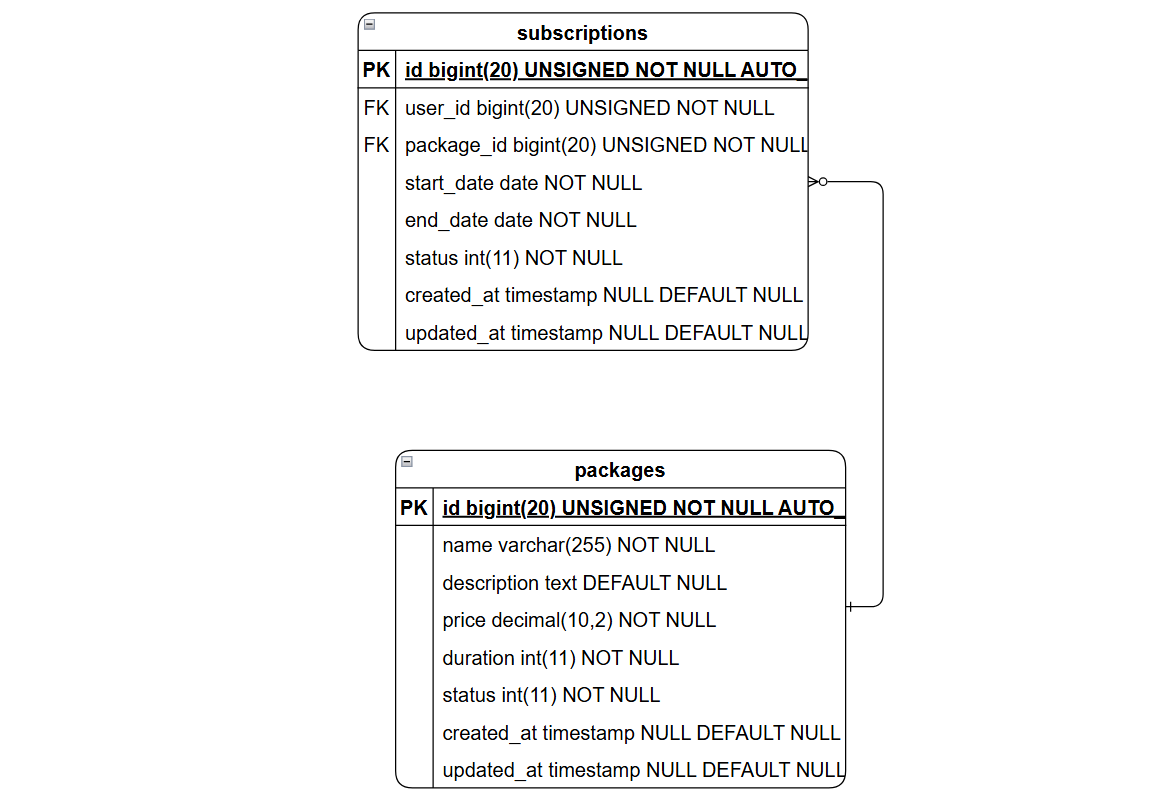 subscriptions
PK id bigint(20) UNSIGNED NOT NULL AUTO_
FK user_id bigint(20) UNSIGNED NOT NULL
FK package_id bigint(20) UNSIGNED NOT NULL
start_date date NOT NULL
end_date date NOT NULL
status int(11) NOT NULL
created_at timestamp NULL DEFAULT NULL
updated_at timestamp NULL DEFAULT NULL
packages
PK id bigint(20) UNSIGNED NOT NULL AUTO_
name varchar(255) NOT NULL
description text DEFAULT NULL
price decimal(10,2) NOT NULL
duration int(11) NOT NULL
status int(11) NOT NULL
created_at timestamp NULL DEFAULT NULL
updated_at timestamp NULL DEFAULT NULL